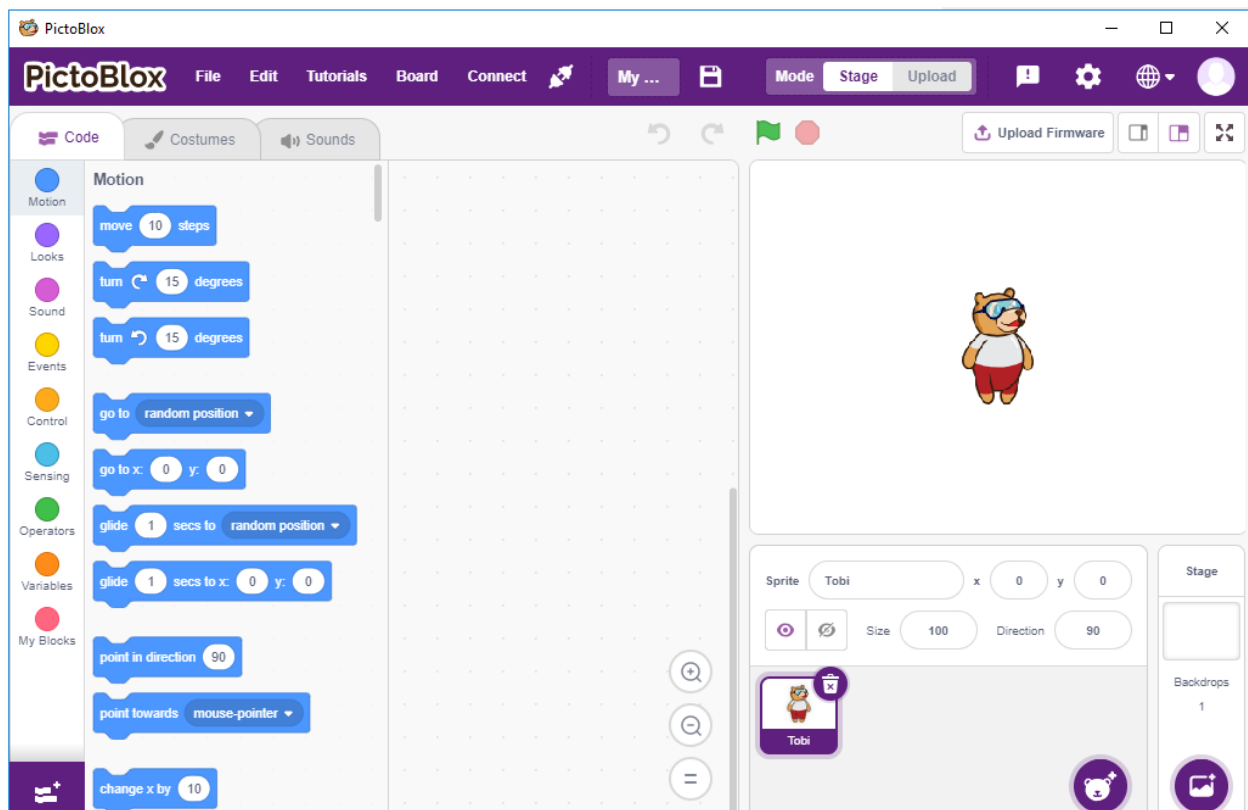 PictoBlox
PictoBlox File Edit Tutorials Board Connect My ... Mode Stage Upload
Code Costumes Sounds Upload Firmware
Motion
Looks
Sound
Events
Control
Sensing
Operators
Variables
My Blocks
Motion
move 10 steps
turn 15 degrees
turn 15 degrees
go to random position
go to x: 0 y: 0
glide 1 secs to random position
glide 1 secs to x: 0 y: 0
point in direction 90
point towards mouse-pointer
change x by 10
Sprite Tobi x 0 y 0
Size 100 Direction 90
Tobi
Stage
Backdrops
1